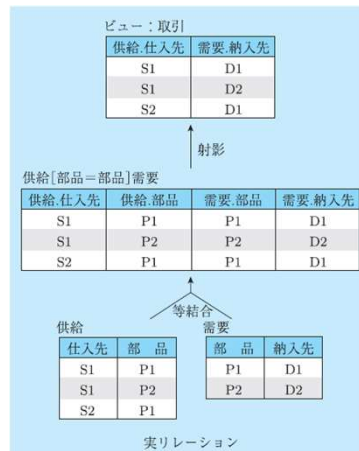 ビュー：取引
供給.仕入先 需要.納入先
S1 D1
S1 D2
S2 D1
射影
供給[部品＝部品]需要
供給.仕入先 供給.部品 需要.部品 需要.納入先
S1 P1 P1 D1
S1 P2 P2 D2
S2 P1 P1 D1
等結合
供給 需要
仕入先 部　品 部　品 納入先
S1 P1 P1 D1
S1 P2 P2 D2
S2 P1
実リレーション